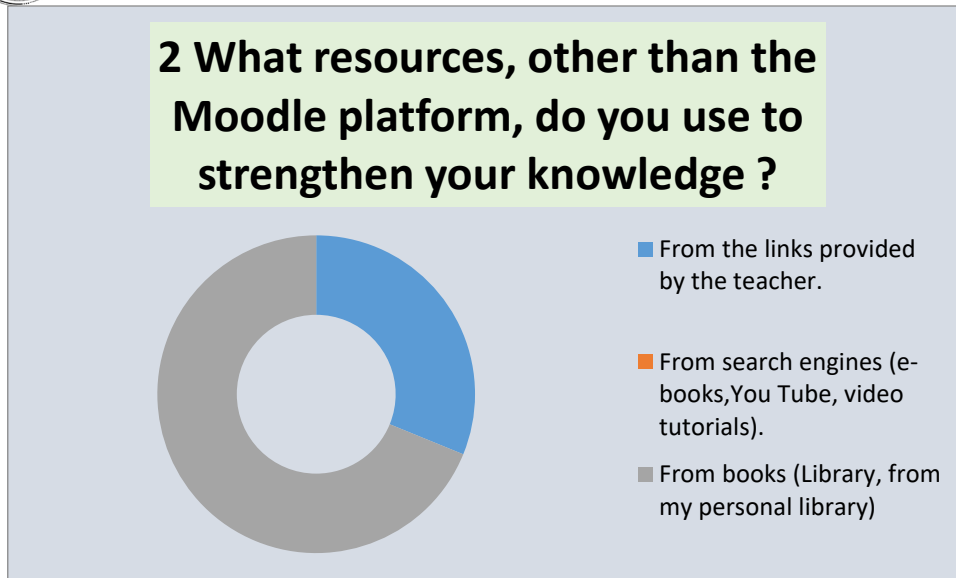 2 What resources, other than the
Moodle platform, do you use to
strengthen your knowledge ?
From the links provided
by the teacher.
From search engines (e-
books,You Tube, video
tutorials).
From books (Library, from
my personal library)